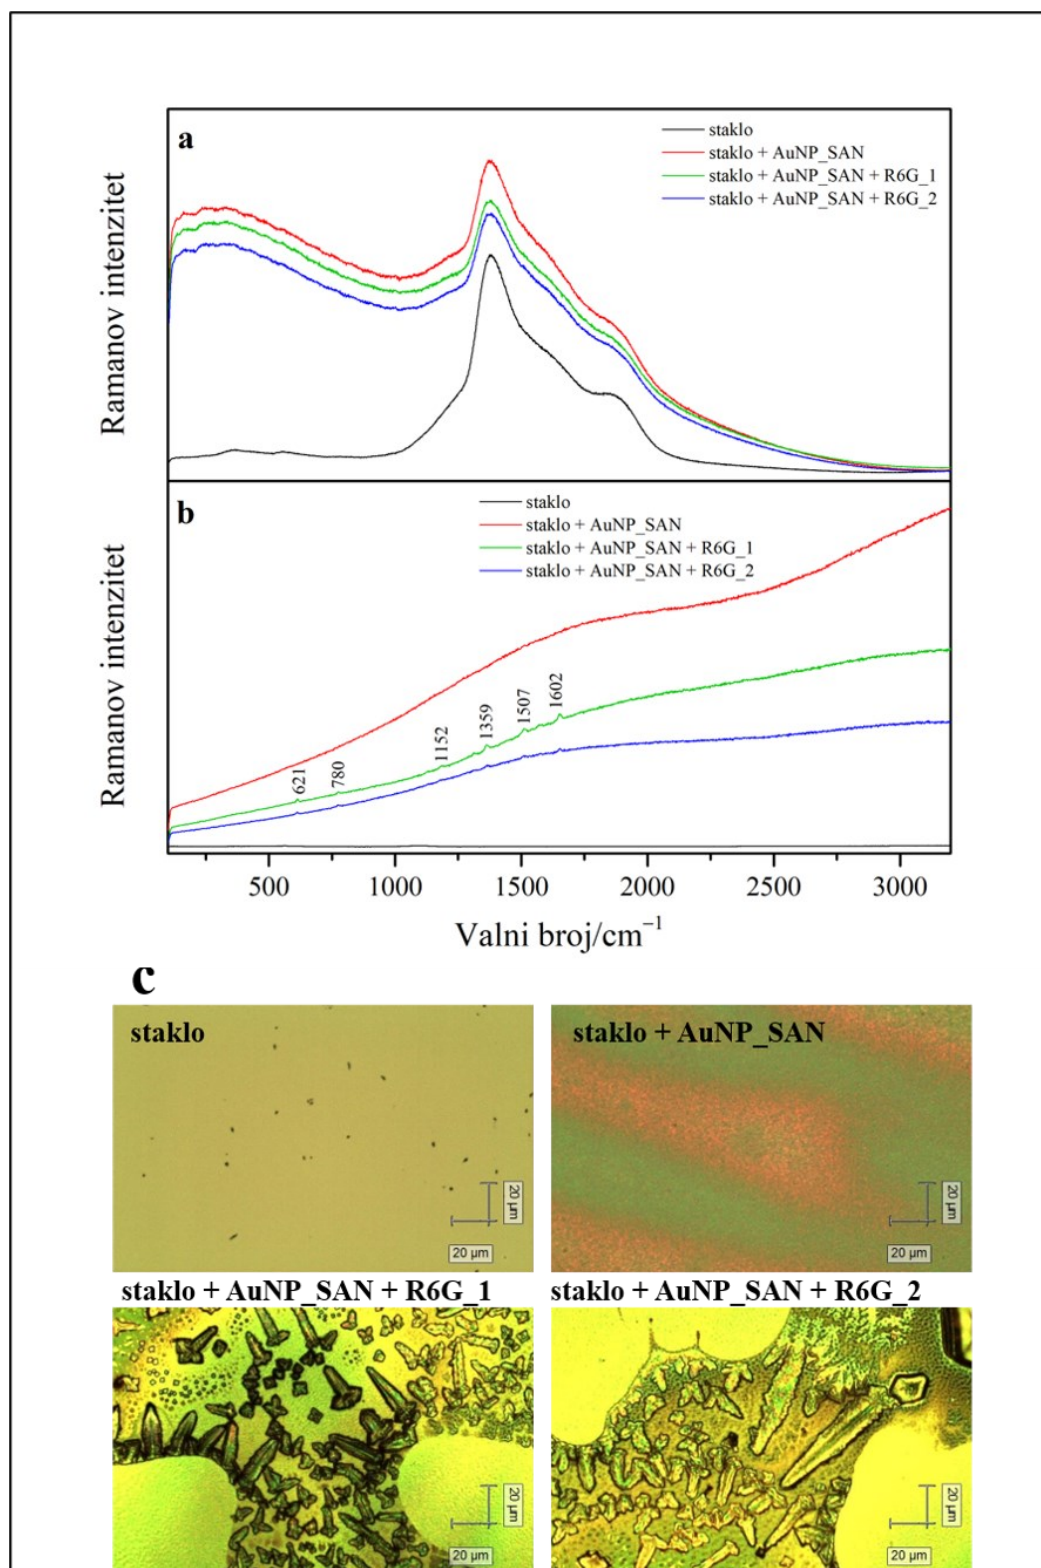 a
staklo
staklo + AuNP_SAN
staklo + AuNP_SAN + R6G_1
staklo + AuNP_SAN + R6G_2
Ramanov intenzitet
b
staklo
staklo + AuNP_SAN
staklo + AuNP_SAN + R6G_1
staklo + AuNP_SAN + R6G_2
Ramanov intenzitet
621
780
1152
1359
1507
1602
500 1000 1500 2000 2500 3000
Valni broj/cm⁻¹
c
staklo
20 µm
20 µm
staklo + AuNP_SAN
20 µm
20 µm
staklo + AuNP_SAN + R6G_1
20 µm
20 µm
staklo + AuNP_SAN + R6G_2
20 µm
20 µm